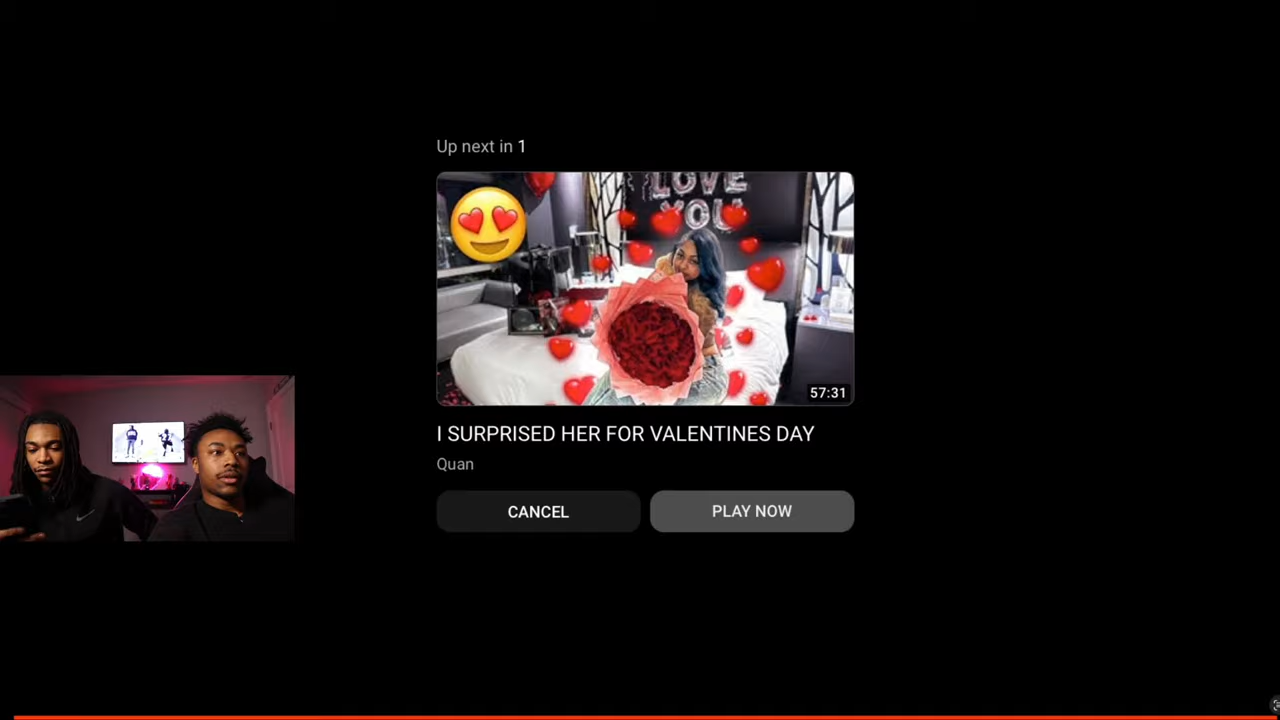 Up next in 1
LOVE
YOU
57:31
I SURPRISED HER FOR VALENTINES DAY
Quan
CANCEL
PLAY NOW